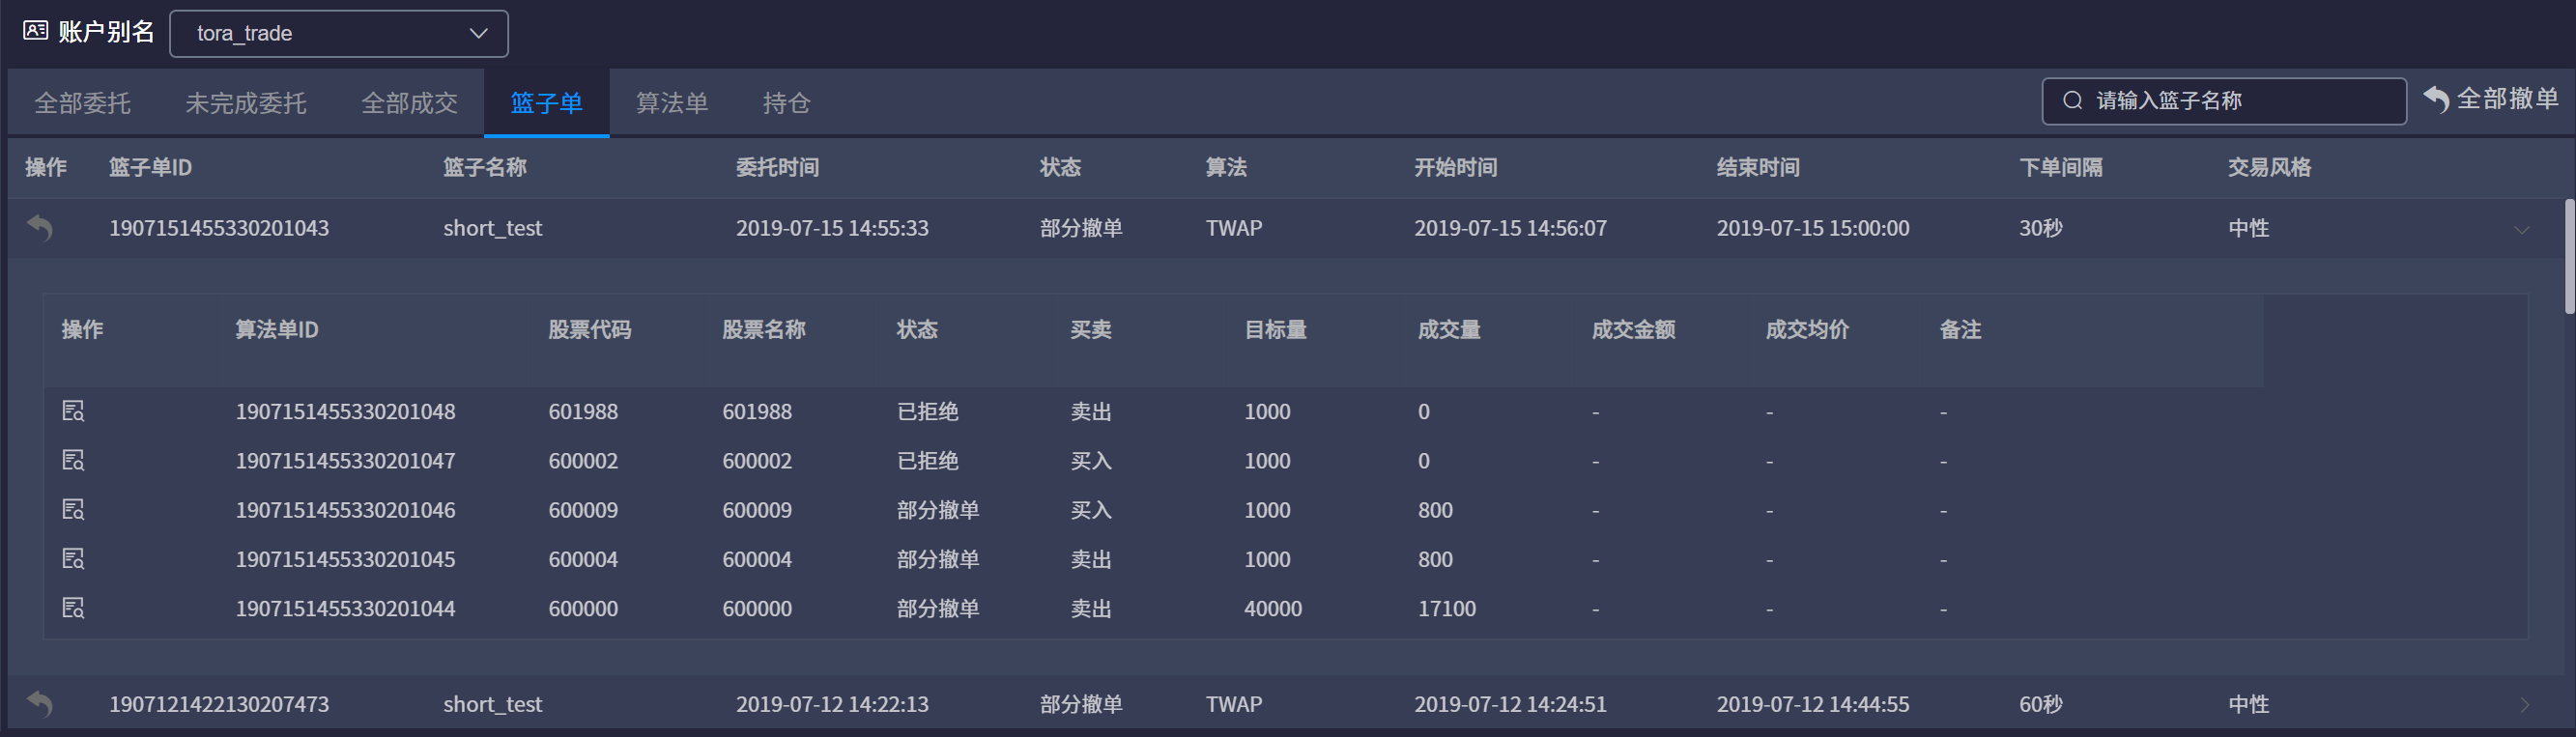 账户别名 tora_trade
全部委托 未完成委托 全部成交 篮子单 算法单 持仓 请输入篮子名称 全部撤单
操作 篮子单ID 篮子名称 委托时间 状态 算法 开始时间 结束时间 下单间隔 交易风格
1907151455330201043 short_test 2019-07-15 14:55:33 部分撤单 TWAP 2019-07-15 14:56:07 2019-07-15 15:00:00 30秒 中性
操作 算法单ID 股票代码 股票名称 状态 买卖 目标量 成交量 成交金额 成交均价 备注
1907151455330201048 601988 601988 已拒绝 卖出 1000 0 - - -
1907151455330201047 600002 600002 已拒绝 买入 1000 0 - - -
1907151455330201046 600009 600009 部分撤单 买入 1000 800 - - -
1907151455330201045 600004 600004 部分撤单 卖出 1000 800 - - -
1907151455330201044 600000 600000 部分撤单 卖出 40000 17100 - - -
1907121422130207473 short_test 2019-07-12 14:22:13 部分撤单 TWAP 2019-07-12 14:24:51 2019-07-12 14:44:55 60秒 中性